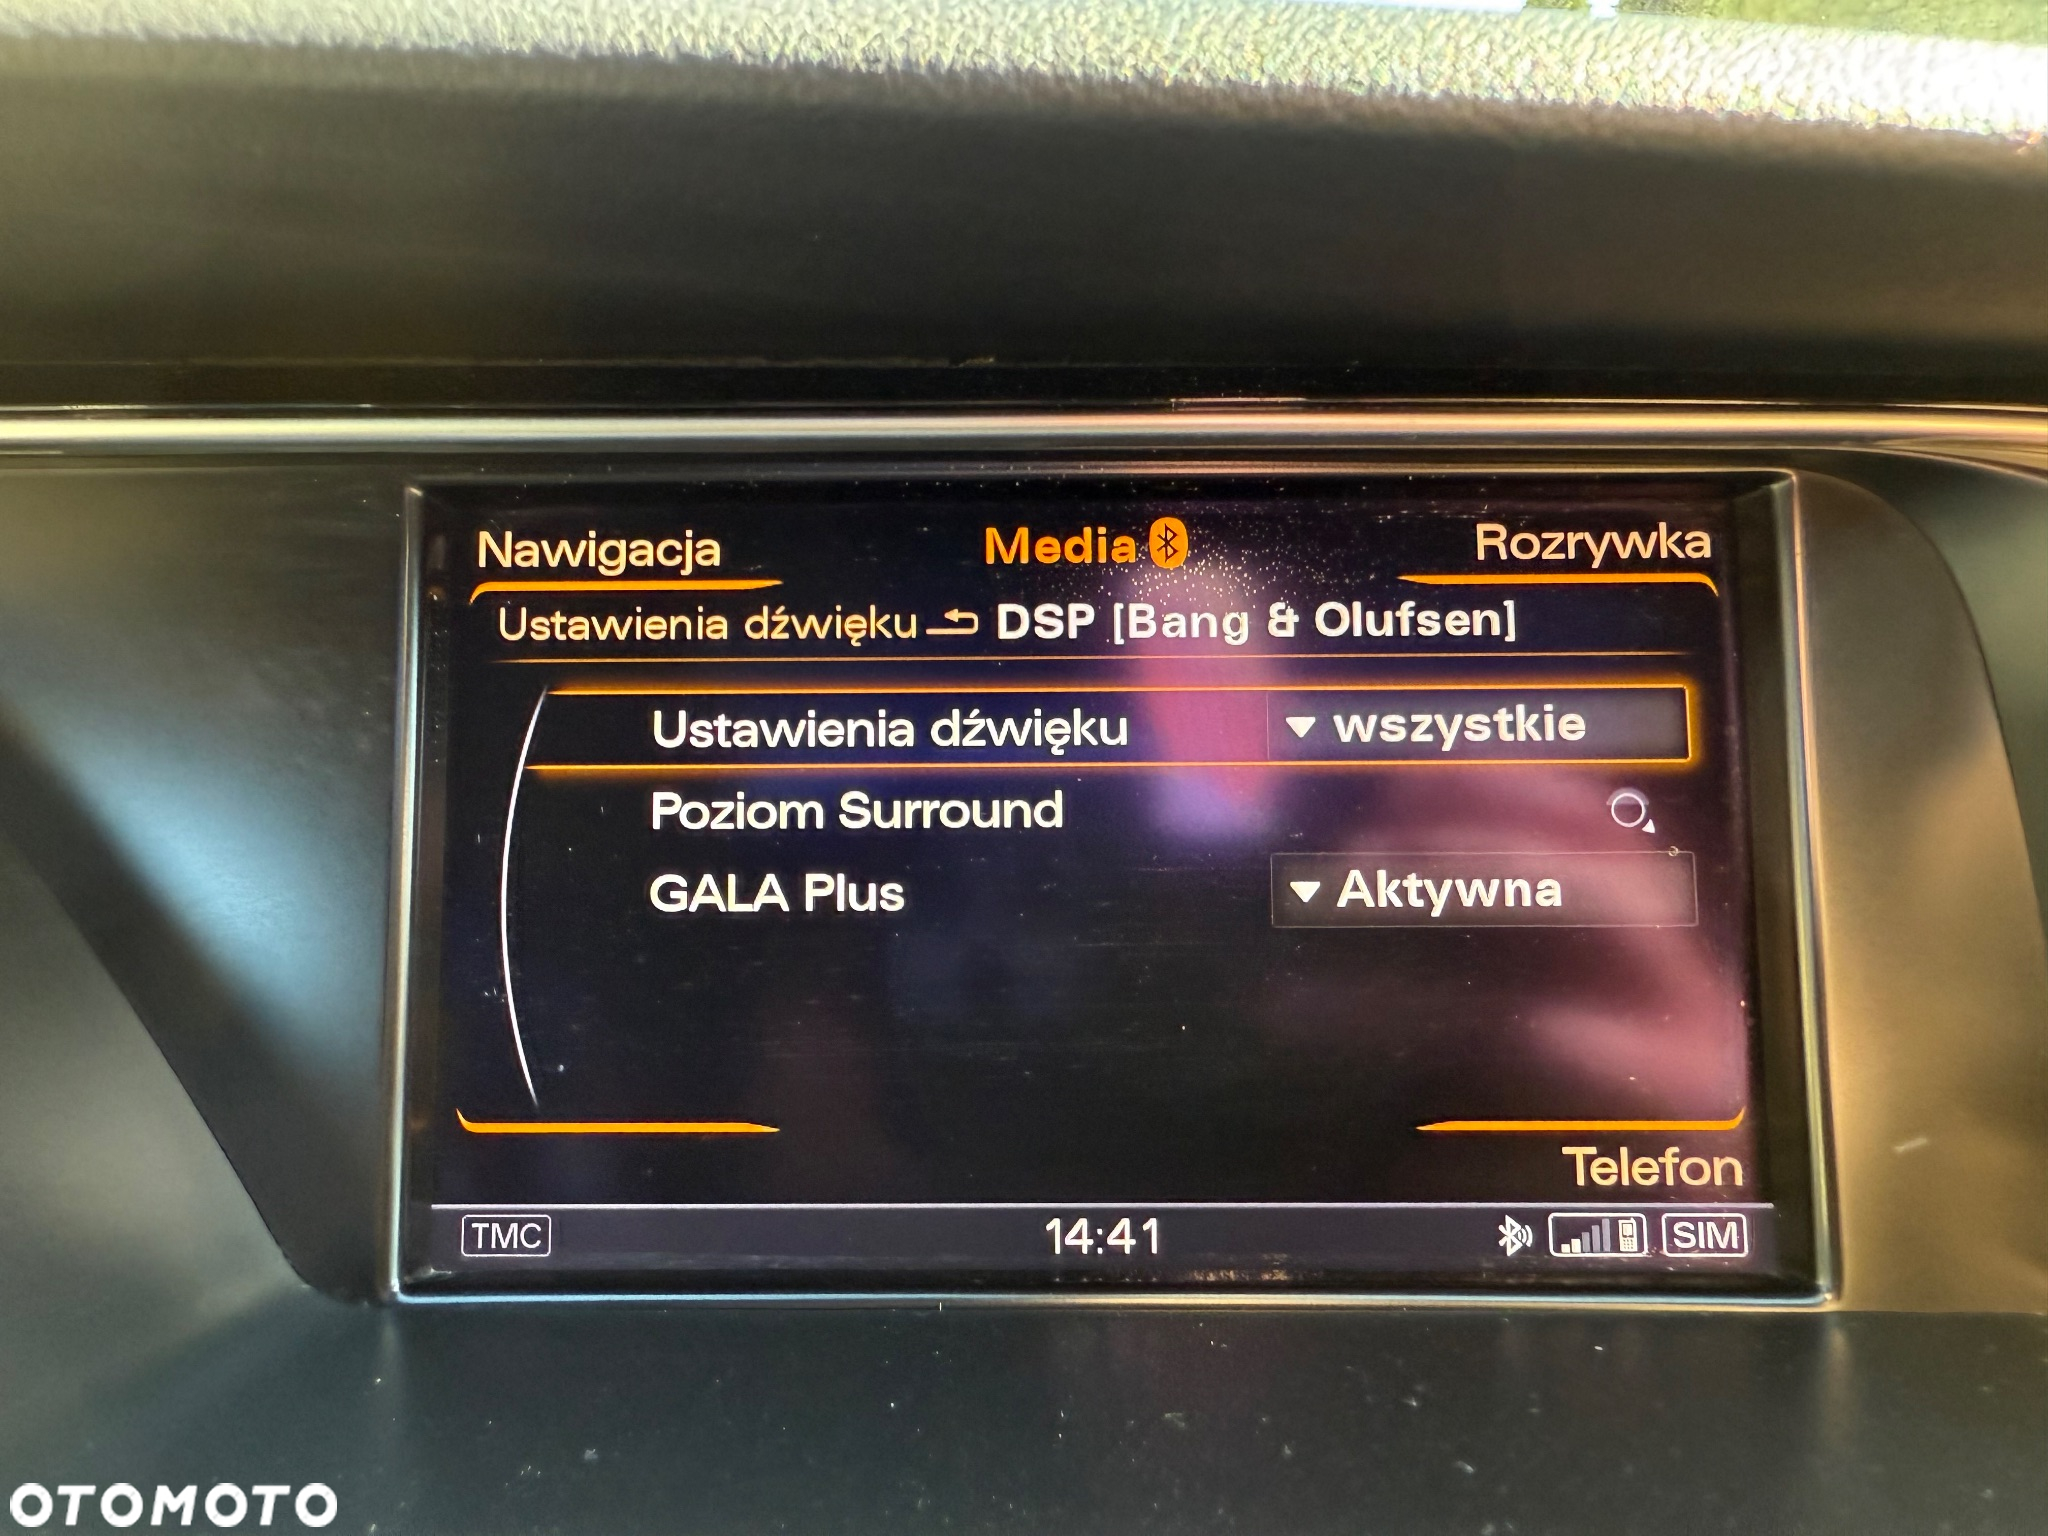 Nawigacja Media Rozrywka
Ustawienia dźwięku DSP [Bang & Olufsen]
Ustawienia dźwięku wszystkie
Poziom Surround
GALA Plus Aktywna
Telefon
TMC 14:41 SIM
OTOMOTO